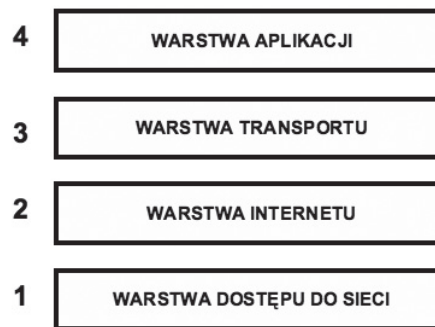 4 WARSTWA APLIKACJI
3 WARSTWA TRANSPORTU
2 WARSTWA INTERNETU
1 WARSTWA DOSTĘPU DO SIECI